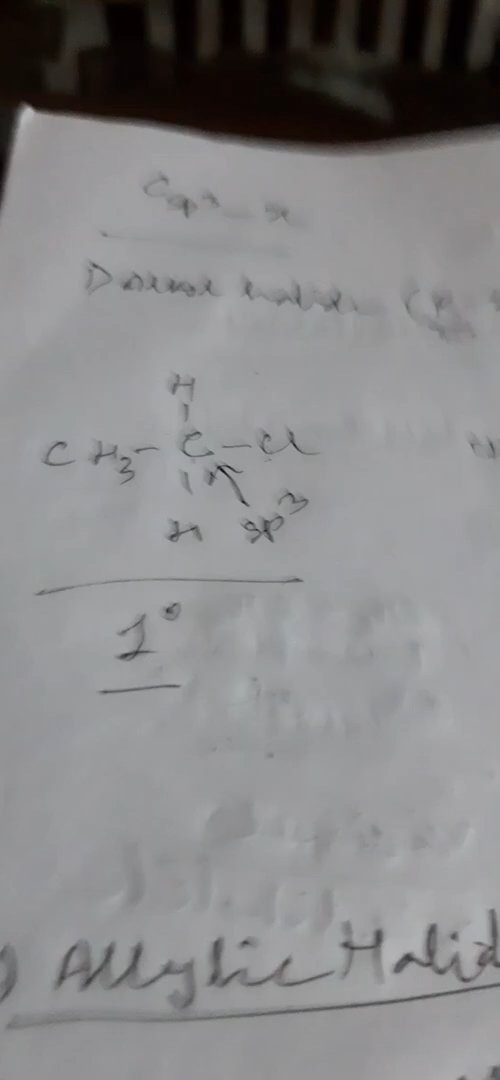 Csp³ - X
H
CH₃ - C - Cl
H sp³
1°
) Allylic Halid